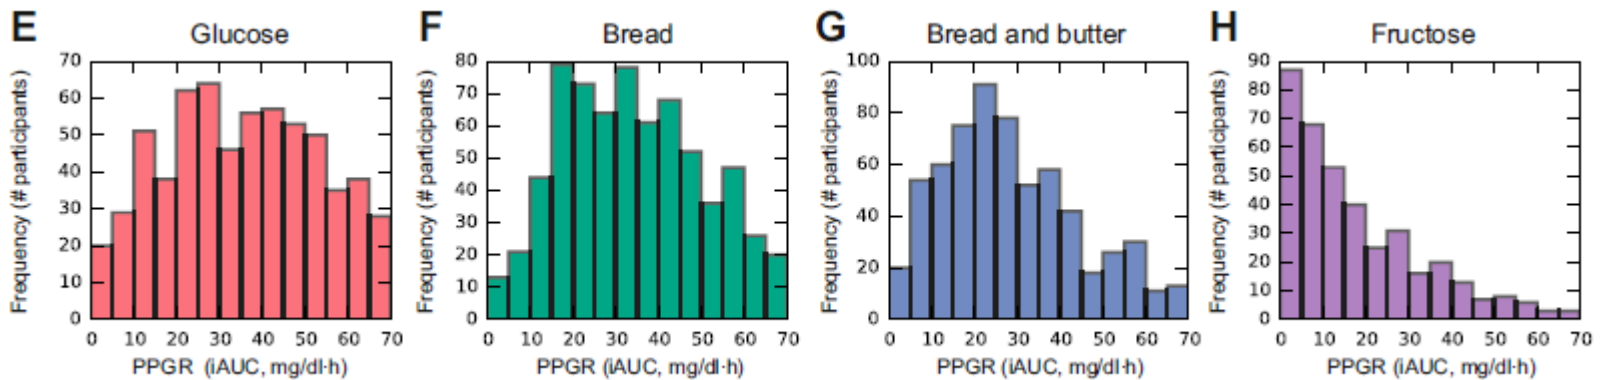 E Glucose F Bread G Bread and butter H Fructose
Frequency (# participants)
70
60
50
40
30
20
10
0
0 10 20 30 40 50 60 70
PPGR (iAUC, mg/dl·h)
Frequency (# participants)
80
70
60
50
40
30
20
10
0
0 10 20 30 40 50 60 70
PPGR (iAUC, mg/dl·h)
Frequency (# participants)
100
80
60
40
20
0
0 10 20 30 40 50 60 70
PPGR (iAUC, mg/dl·h)
Frequency (# participants)
90
80
70
60
50
40
30
20
10
0
0 10 20 30 40 50 60 70
PPGR (iAUC, mg/dl·h)